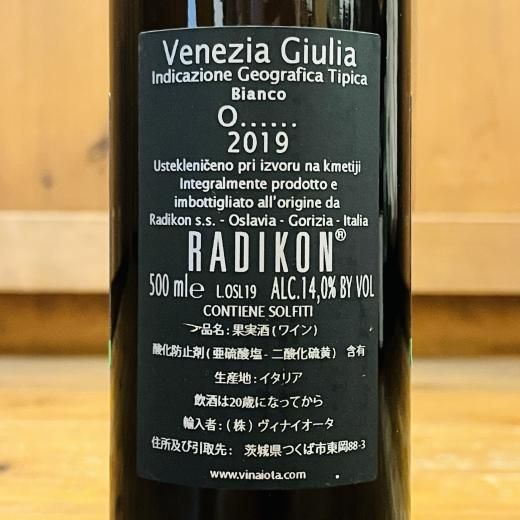 Venezia Giulia
Indicazione Geografica Tipica
Bianco
O......
2019
Ustekleničeno pri izvoru na kmetiji
Integralmente prodotto e
imbottigliato all'origine da
Radikon s.s. - Oslavia - Gorizia - Italia
RADIKON®
500 ml℮ L.OSL19 ALC.14,0% BY VOL
CONTIENE SOLFITI
品名:果実酒(ワイン)
酸化防止剤(亜硫酸塩-二酸化硫黄) 含有
生産地:イタリア
飲酒は20歳になってから
輸入者:(株)ヴィナイオータ
住所及び引取先: 茨城県つくば市東岡88-3
www.vinaiota.com